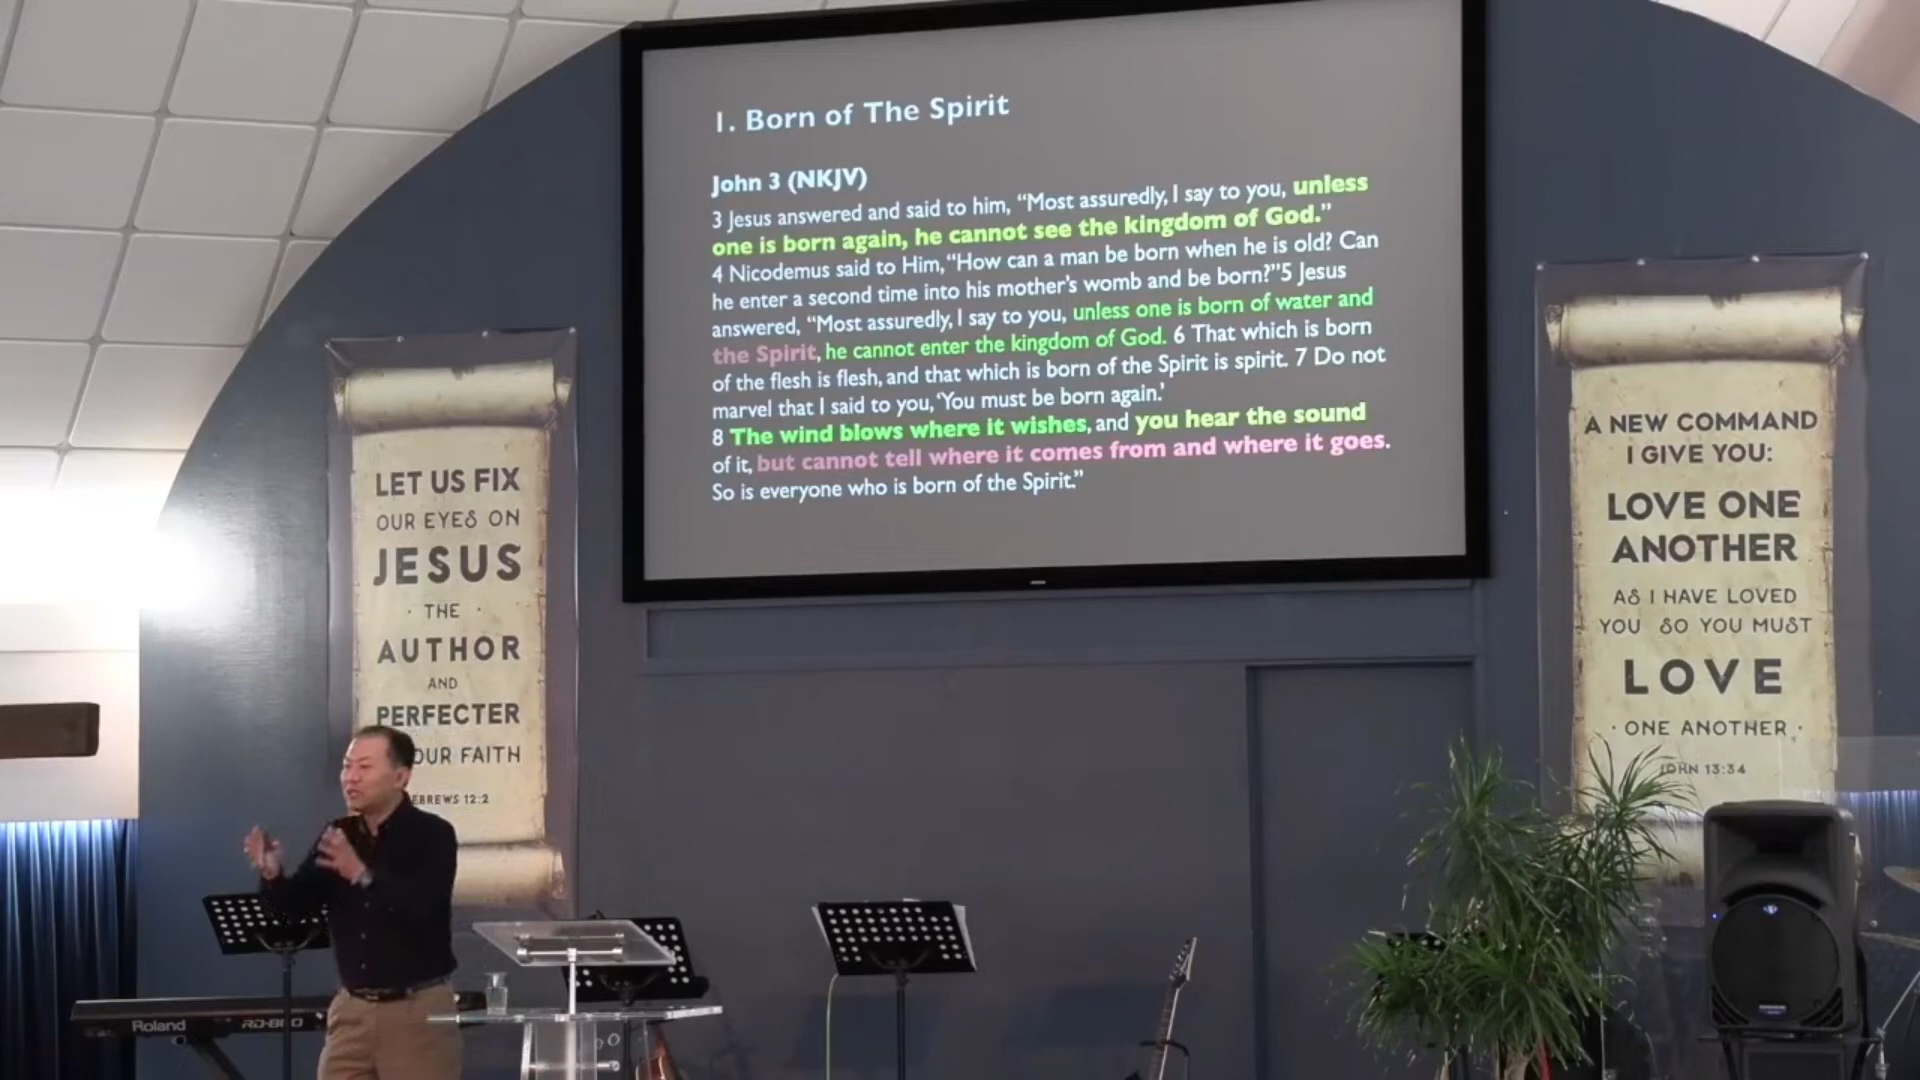 1. Born of The Spirit
John 3 (NKJV)
3 Jesus answered and said to him, “Most assuredly, I say to you, unless
one is born again, he cannot see the kingdom of God.”
4 Nicodemus said to Him, “How can a man be born when he is old? Can
he enter a second time into his mother’s womb and be born?”5 Jesus
answered, “Most assuredly, I say to you, unless one is born of water and
the Spirit, he cannot enter the kingdom of God. 6 That which is born
of the flesh is flesh, and that which is born of the Spirit is spirit. 7 Do not
marvel that I said to you, ‘You must be born again.’
8 The wind blows where it wishes, and you hear the sound
of it, but cannot tell where it comes from and where it goes.
So is everyone who is born of the Spirit.”
LET US FIX
OUR EYES ON
JESUS
· THE ·
AUTHOR
AND
PERFECTER
OUR FAITH
EBREWS 12:2
A NEW COMMAND
I GIVE YOU:
LOVE ONE
ANOTHER
AS I HAVE LOVED
YOU SO YOU MUST
LOVE
· ONE ANOTHER ·
JOHN 13:34
Roland RD-800